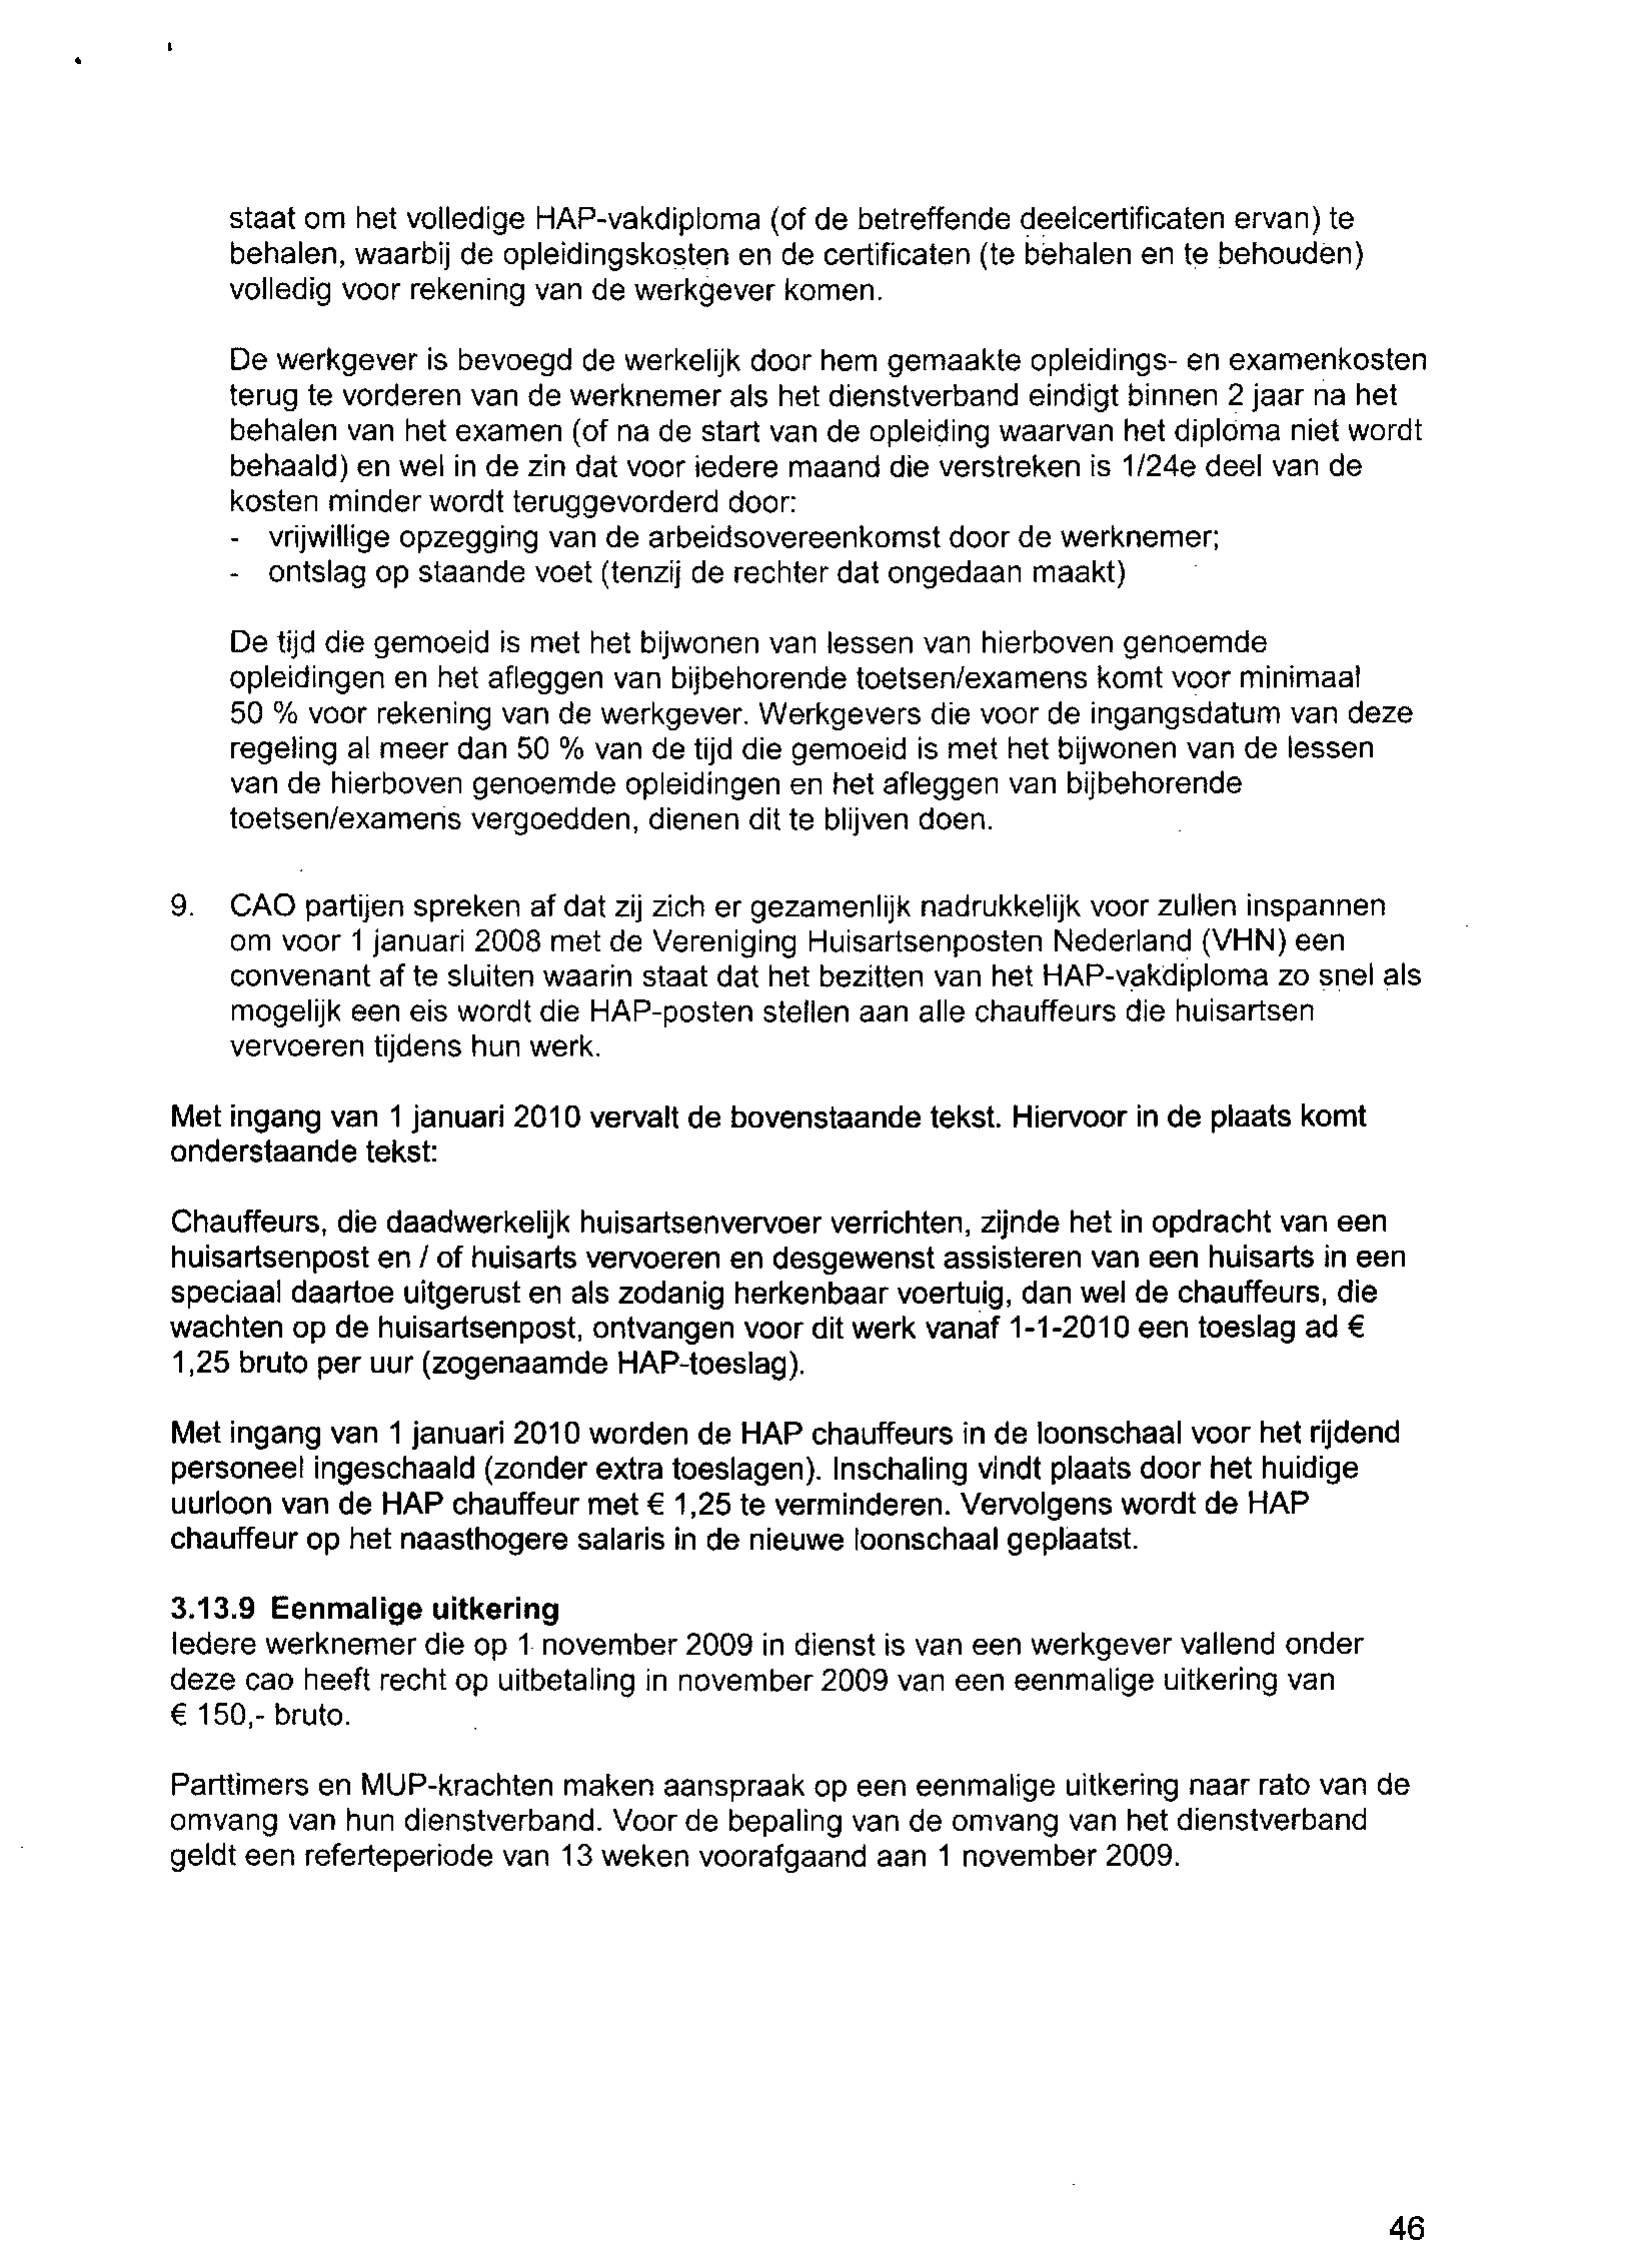 staat om het volledige HAP-vakdiploma (of de betreffende deelcertificaten ervan) te
behalen, waarbij de opleidingskosten en de certificaten (te behalen en te behouden)
volledig voor rekening van de werkgever komen.
De werkgever is bevoegd de werkelijk door hem gemaakte opleidings- en examenkosten
terug te vorderen van de werknemer als het dienstverband eindigt binnen 2 jaar na het
behalen van het examen (of na de start van de opleiding waarvan het diploma niet wordt
behaald) en wel in de zin dat voor iedere maand die verstreken is 1/24e deel van de
kosten minder wordt teruggevorderd door:
- vrijwillige opzegging van de arbeidsovereenkomst door de werknemer;
- ontslag op staande voet (tenzij de rechter dat ongedaan maakt)
De tijd die gemoeid is met het bijwonen van lessen van hierboven genoemde
opleidingen en het afleggen van bijbehorende toetsen/examens komt voor minimaal
50 % voor rekening van de werkgever. Werkgevers die voor de ingangsdatum van deze
regeling al meer dan 50 % van de tijd die gemoeid is met het bijwonen van de lessen
van de hierboven genoemde opleidingen en het afleggen van bijbehorende
toetsen/examens vergoedden, dienen dit te blijven doen.
9. CAO partijen spreken af dat zij zich er gezamenlijk nadrukkelijk voor zullen inspannen
om voor 1 januari 2008 met de Vereniging Huisartsenposten Nederland (VHN) een
convenant af te sluiten waarin staat dat het bezitten van het HAP-vakdiploma zo snel als
mogelijk een eis wordt die HAP-posten stellen aan alle chauffeurs die huisartsen
vervoeren tijdens hun werk.
Met ingang van 1 januari 2010 vervalt de bovenstaande tekst. Hiervoor in de plaats komt
onderstaande tekst:
Chauffeurs, die daadwerkelijk huisartsenvervoer verrichten, zijnde het in opdracht van een
huisartsenpost en / of huisarts vervoeren en desgewenst assisteren van een huisarts in een
speciaal daartoe uitgerust en als zodanig herkenbaar voertuig, dan wel de chauffeurs, die
wachten op de huisartsenpost, ontvangen voor dit werk vanaf 1-1-2010 een toeslag ad €
1,25 bruto per uur (zogenaamde HAP-toeslag).
Met ingang van 1 januari 2010 worden de HAP chauffeurs in de loonschaal voor het rijdend
personeel ingeschaald (zonder extra toeslagen). Inschaling vindt plaats door het huidige
uurloon van de HAP chauffeur met € 1,25 te verminderen. Vervolgens wordt de HAP
chauffeur op het naasthogere salaris in de nieuwe loonschaal geplaatst.
3.13.9 Eenmalige uitkering
Iedere werknemer die op 1 november 2009 in dienst is van een werkgever vallend onder
deze cao heeft recht op uitbetaling in november 2009 van een eenmalige uitkering van
€ 150,- bruto.
Parttimers en MUP-krachten maken aanspraak op een eenmalige uitkering naar rato van de
omvang van hun dienstverband. Voor de bepaling van de omvang van het dienstverband
geldt een referteperiode van 13 weken voorafgaand aan 1 november 2009.
46